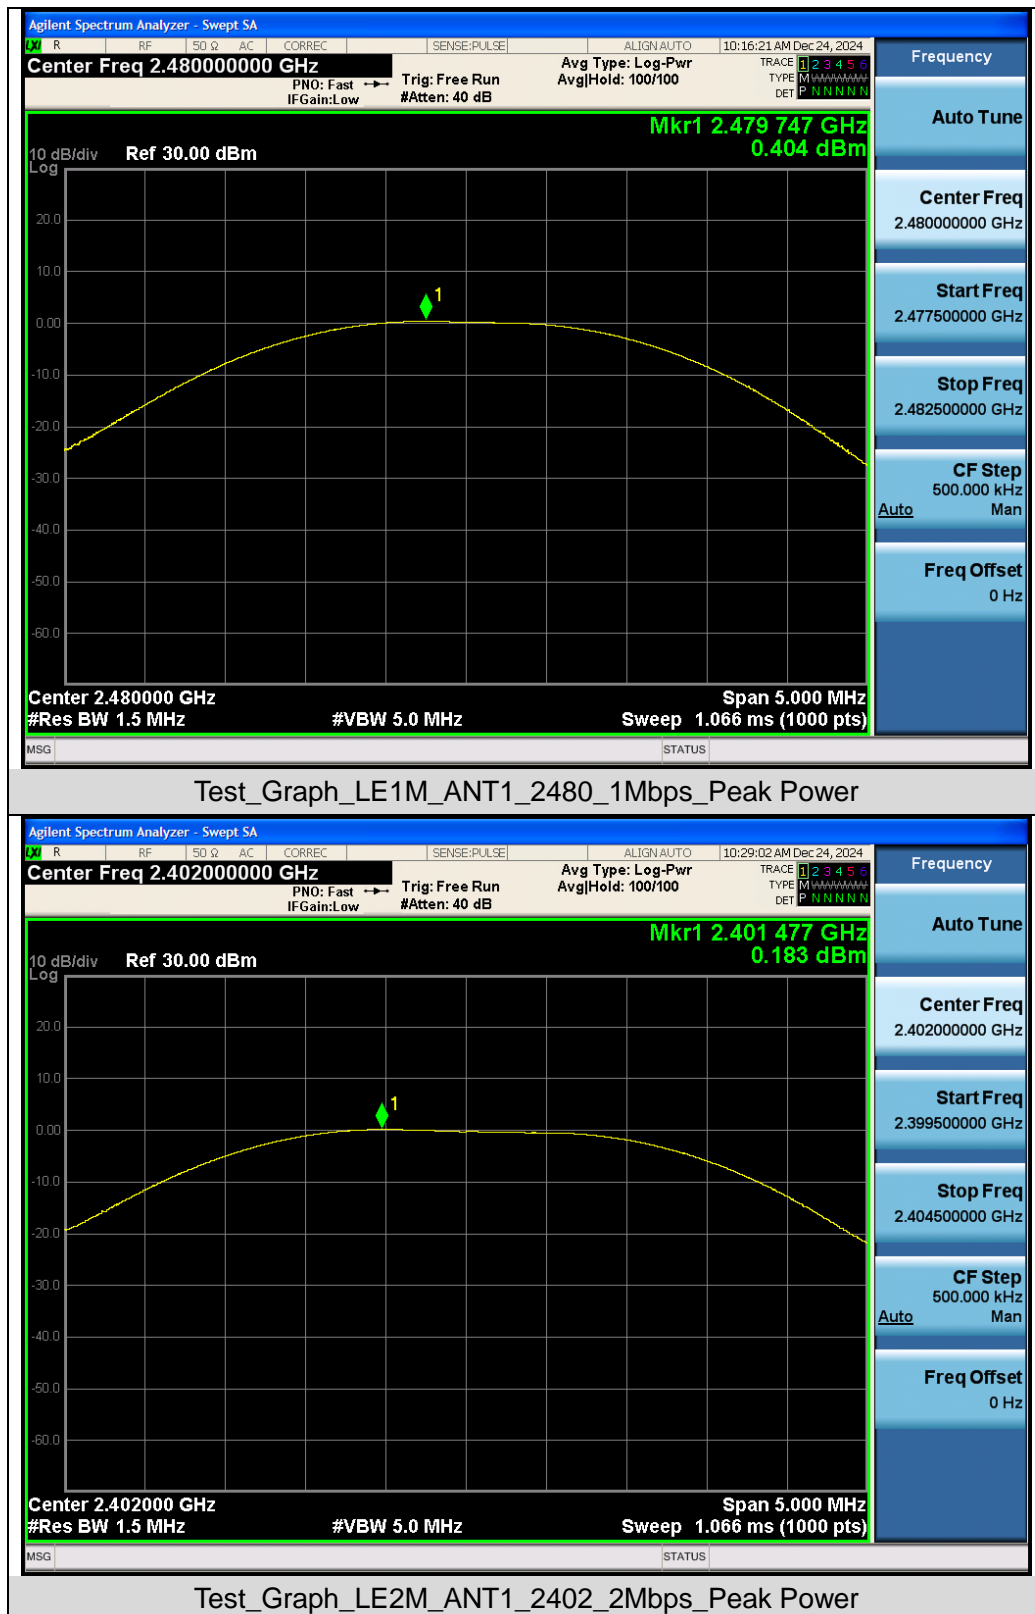 Agilent Spectrum Analyzer - Swept SA
LXI R RF 50 Ω AC CORREC SENSE:PULSE ALIGN AUTO 10:16:21 AM Dec 24, 2024
Center Freq 2.480000000 GHz
PNO: Fast
IFGain:Low
Trig: Free Run
#Atten: 40 dB
Avg Type: Log-Pwr
Avg|Hold: 100/100
TRACE 1 2 3 4 5 6
TYPE M
DET P N N N N N
Mkr1 2.479 747 GHz
0.404 dBm
10 dB/div Ref 30.00 dBm
Log
20.0
10.0
0.00
-10.0
-20.0
-30.0
-40.0
-50.0
-60.0
1
Center 2.480000 GHz
Span 5.000 MHz
#Res BW 1.5 MHz
#VBW 5.0 MHz
Sweep 1.066 ms (1000 pts)
MSG
STATUS
Frequency
Auto Tune
Center Freq
2.480000000 GHz
Start Freq
2.477500000 GHz
Stop Freq
2.482500000 GHz
CF Step
500.000 kHz
Auto Man
Freq Offset
0 Hz
Test_Graph_LE1M_ANT1_2480_1Mbps_Peak Power
Agilent Spectrum Analyzer - Swept SA
LXI R RF 50 Ω AC CORREC SENSE:PULSE ALIGN AUTO 10:29:02 AM Dec 24, 2024
Center Freq 2.402000000 GHz
PNO: Fast
IFGain:Low
Trig: Free Run
#Atten: 40 dB
Avg Type: Log-Pwr
Avg|Hold: 100/100
TRACE 1 2 3 4 5 6
TYPE M
DET P N N N N N
Mkr1 2.401 477 GHz
0.183 dBm
10 dB/div Ref 30.00 dBm
Log
20.0
10.0
0.00
-10.0
-20.0
-30.0
-40.0
-50.0
-60.0
1
Center 2.402000 GHz
Span 5.000 MHz
#Res BW 1.5 MHz
#VBW 5.0 MHz
Sweep 1.066 ms (1000 pts)
MSG
STATUS
Frequency
Auto Tune
Center Freq
2.402000000 GHz
Start Freq
2.399500000 GHz
Stop Freq
2.404500000 GHz
CF Step
500.000 kHz
Auto Man
Freq Offset
0 Hz
Test_Graph_LE2M_ANT1_2402_2Mbps_Peak Power